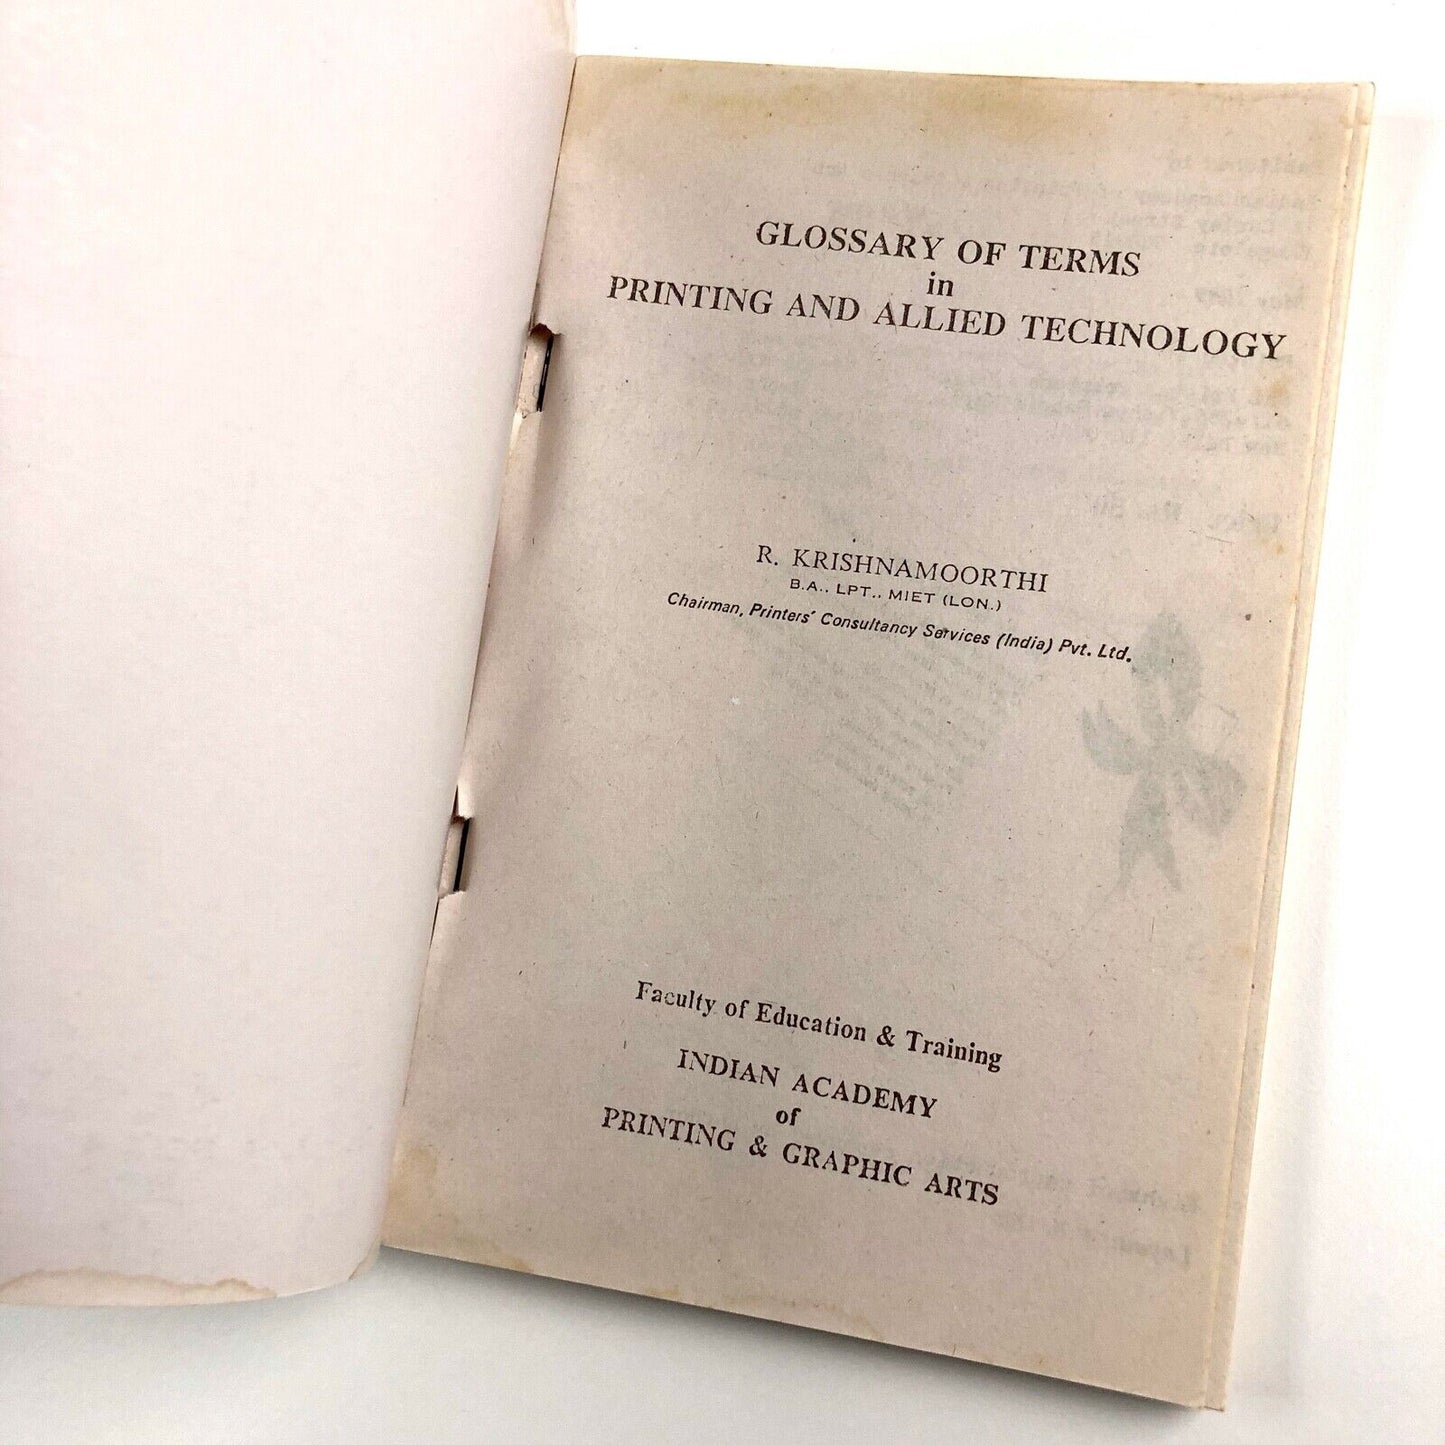 GLOSSARY OF TERMS
in
PRINTING AND ALLIED TECHNOLOGY
R. KRISHNAMOORTHI
B.A., LPT., MIET (LON.)
Chairman, Printers' Consultancy Services (India) Pvt. Ltd.
Faculty of Education & Training
INDIAN ACADEMY
of
PRINTING & GRAPHIC ARTS